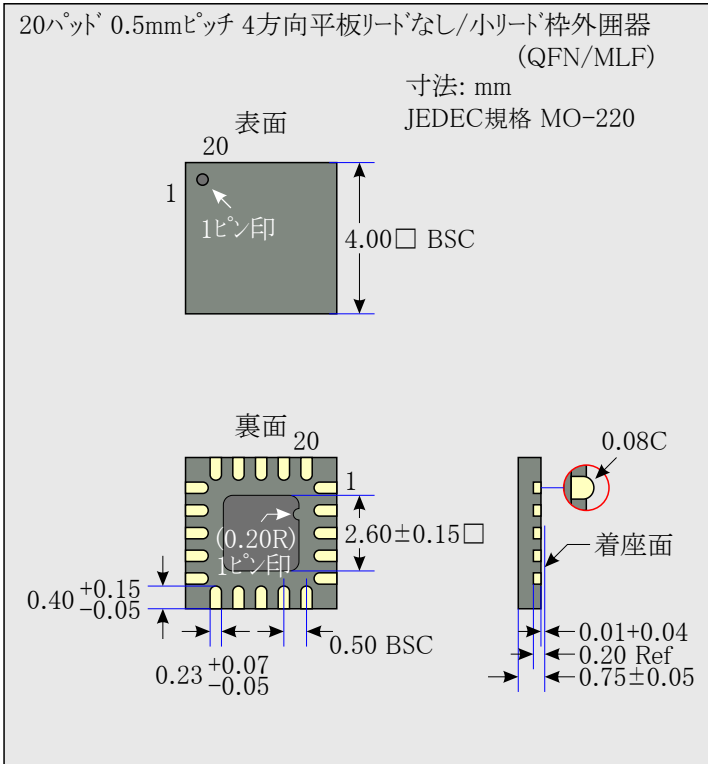 20パッド 0.5mmピッチ 4方向平板リードなし/小リード枠外囲器
(QFN/MLF)
寸法: mm
JEDEC規格 MO-220
表面
20
1
1ピン印
4.00□ BSC
裏面
20
1
(0.20R)
1ピン印
2.60±0.15□
0.40 +0.15
-0.05
0.50 BSC
0.23 +0.07
-0.05
0.08C
着座面
0.01+0.04
0.20 Ref
0.75±0.05